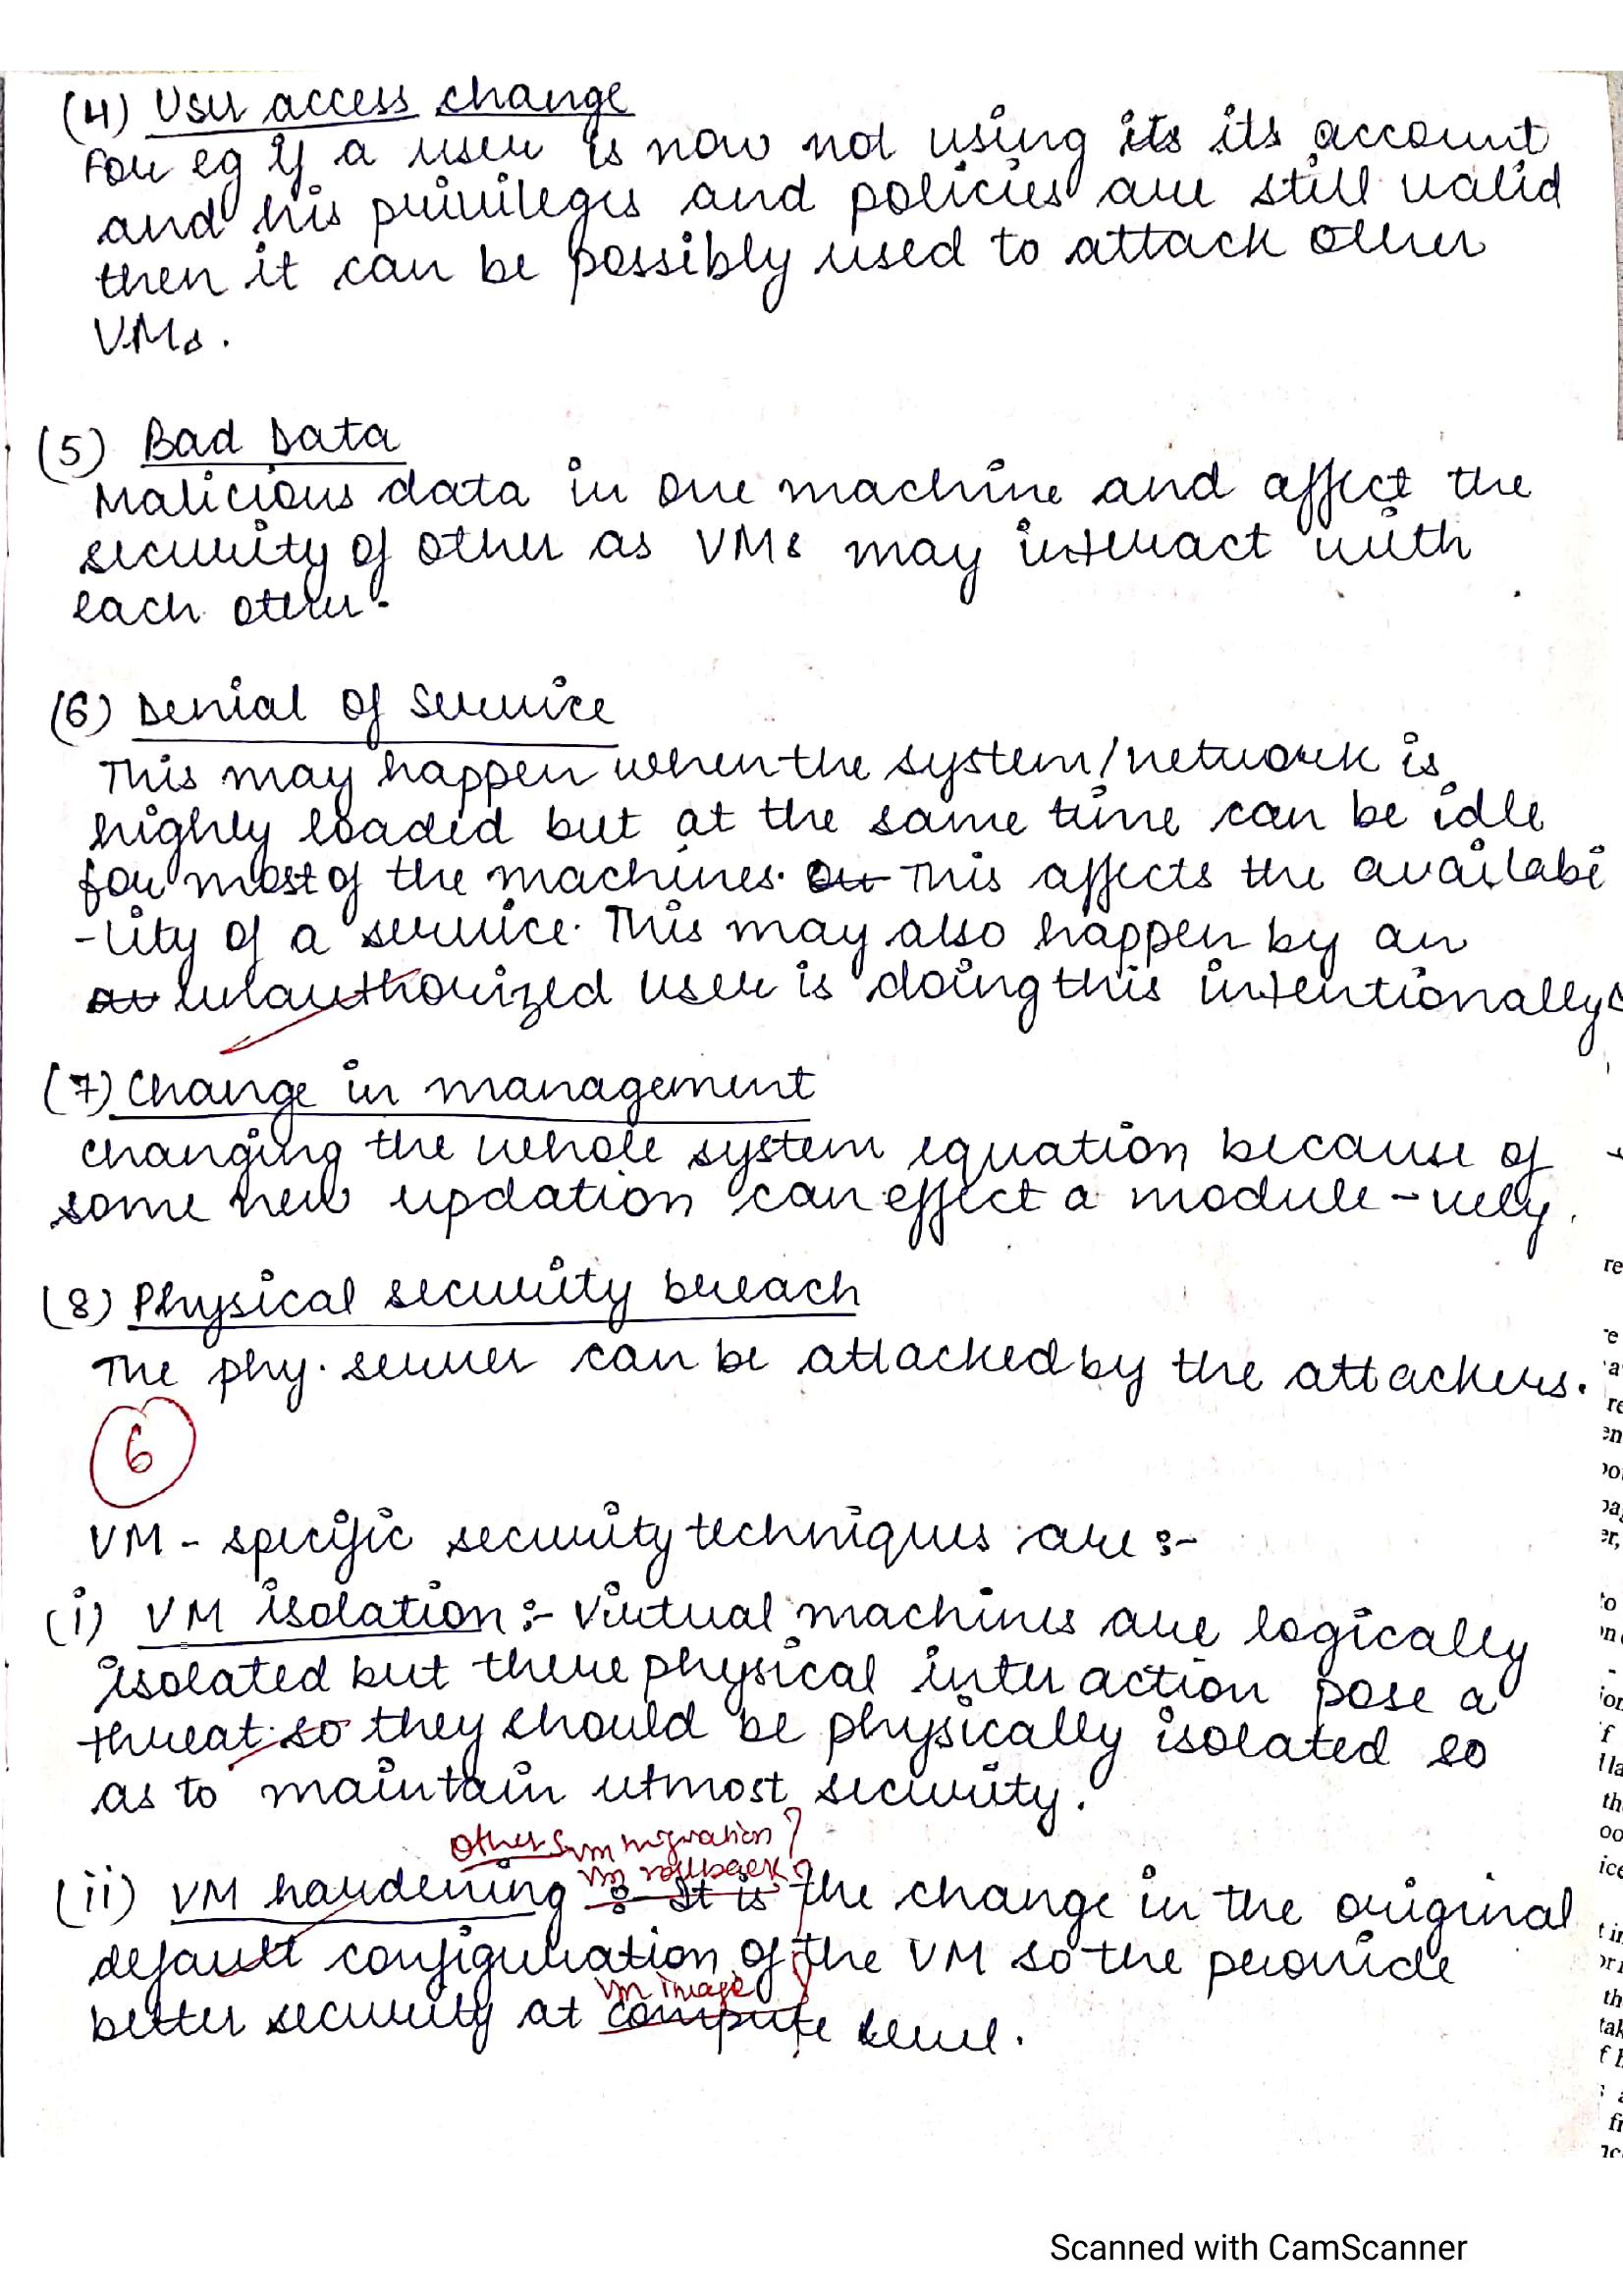 (4) User access change
For eg if a user is now not using its its account
and his privileges and policies are still valid
then it can be possibly used to attack other
VMs.
(5) Bad Data
Malicious data in one machine and affect the
security of other as VMs may interact with
each other.
(6) Denial of Service
This may happen when the system/network is
highly loaded but at the same time can be idle
for most of the machines. Or This affects the availabi
-lity of a service. This may also happen by an
unauthorized user is doing this intentionally
(7) Change in management
changing the whole system equation because of
some new updation can effect a module-vely.
(8) Physical security breach
The phy. server can be attacked by the attackers.
6
VM - specific security techniques are :-
(i) VM isolation :- Virtual machines are logically
isolated but there physical inter action pose a
threat so they should be physically isolated so
as to maintain utmost security.
Others vm migration ?
vm rollback ?
(ii) VM hardening : It is the change in the original
default configuration of the VM so the peronide
vm image
better security at compute level.
Scanned with CamScanner